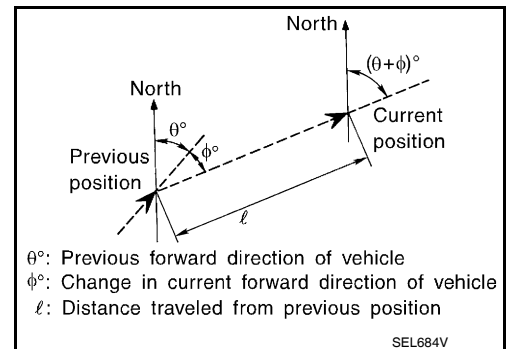 North
(θ+ϕ)°
North
θ°
ϕ°
Current
position
Previous
position
ℓ
θ°: Previous forward direction of vehicle
ϕ°: Change in current forward direction of vehicle
ℓ: Distance traveled from previous position
SEL684V